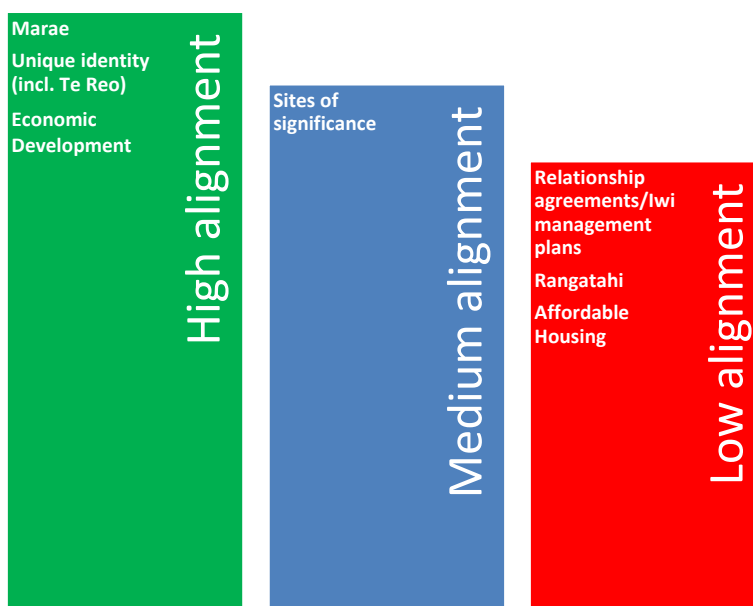 Marae
Unique identity
(incl. Te Reo)
Economic
Development
High alignment
Sites of
significance
Medium alignment
Relationship
agreements/Iwi
management
plans
Rangatahi
Affordable
Housing
Low alignment